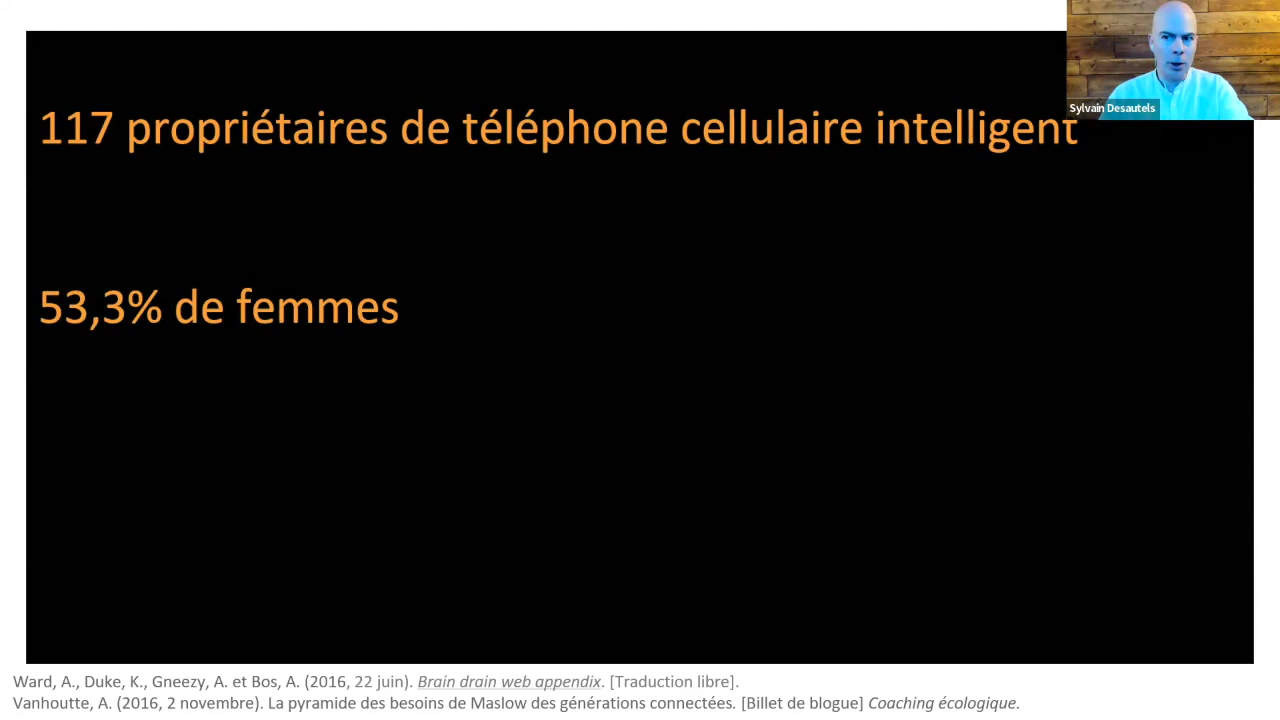 Sylvain Desautels
117 propriétaires de téléphone cellulaire intelligent
53,3% de femmes
Ward, A., Duke, K., Gneezy, A. et Bos, A. (2016, 22 juin). Brain drain web appendix. [Traduction libre].
Vanhoutte, A. (2016, 2 novembre). La pyramide des besoins de Maslow des générations connectées. [Billet de blogue] Coaching écologique.